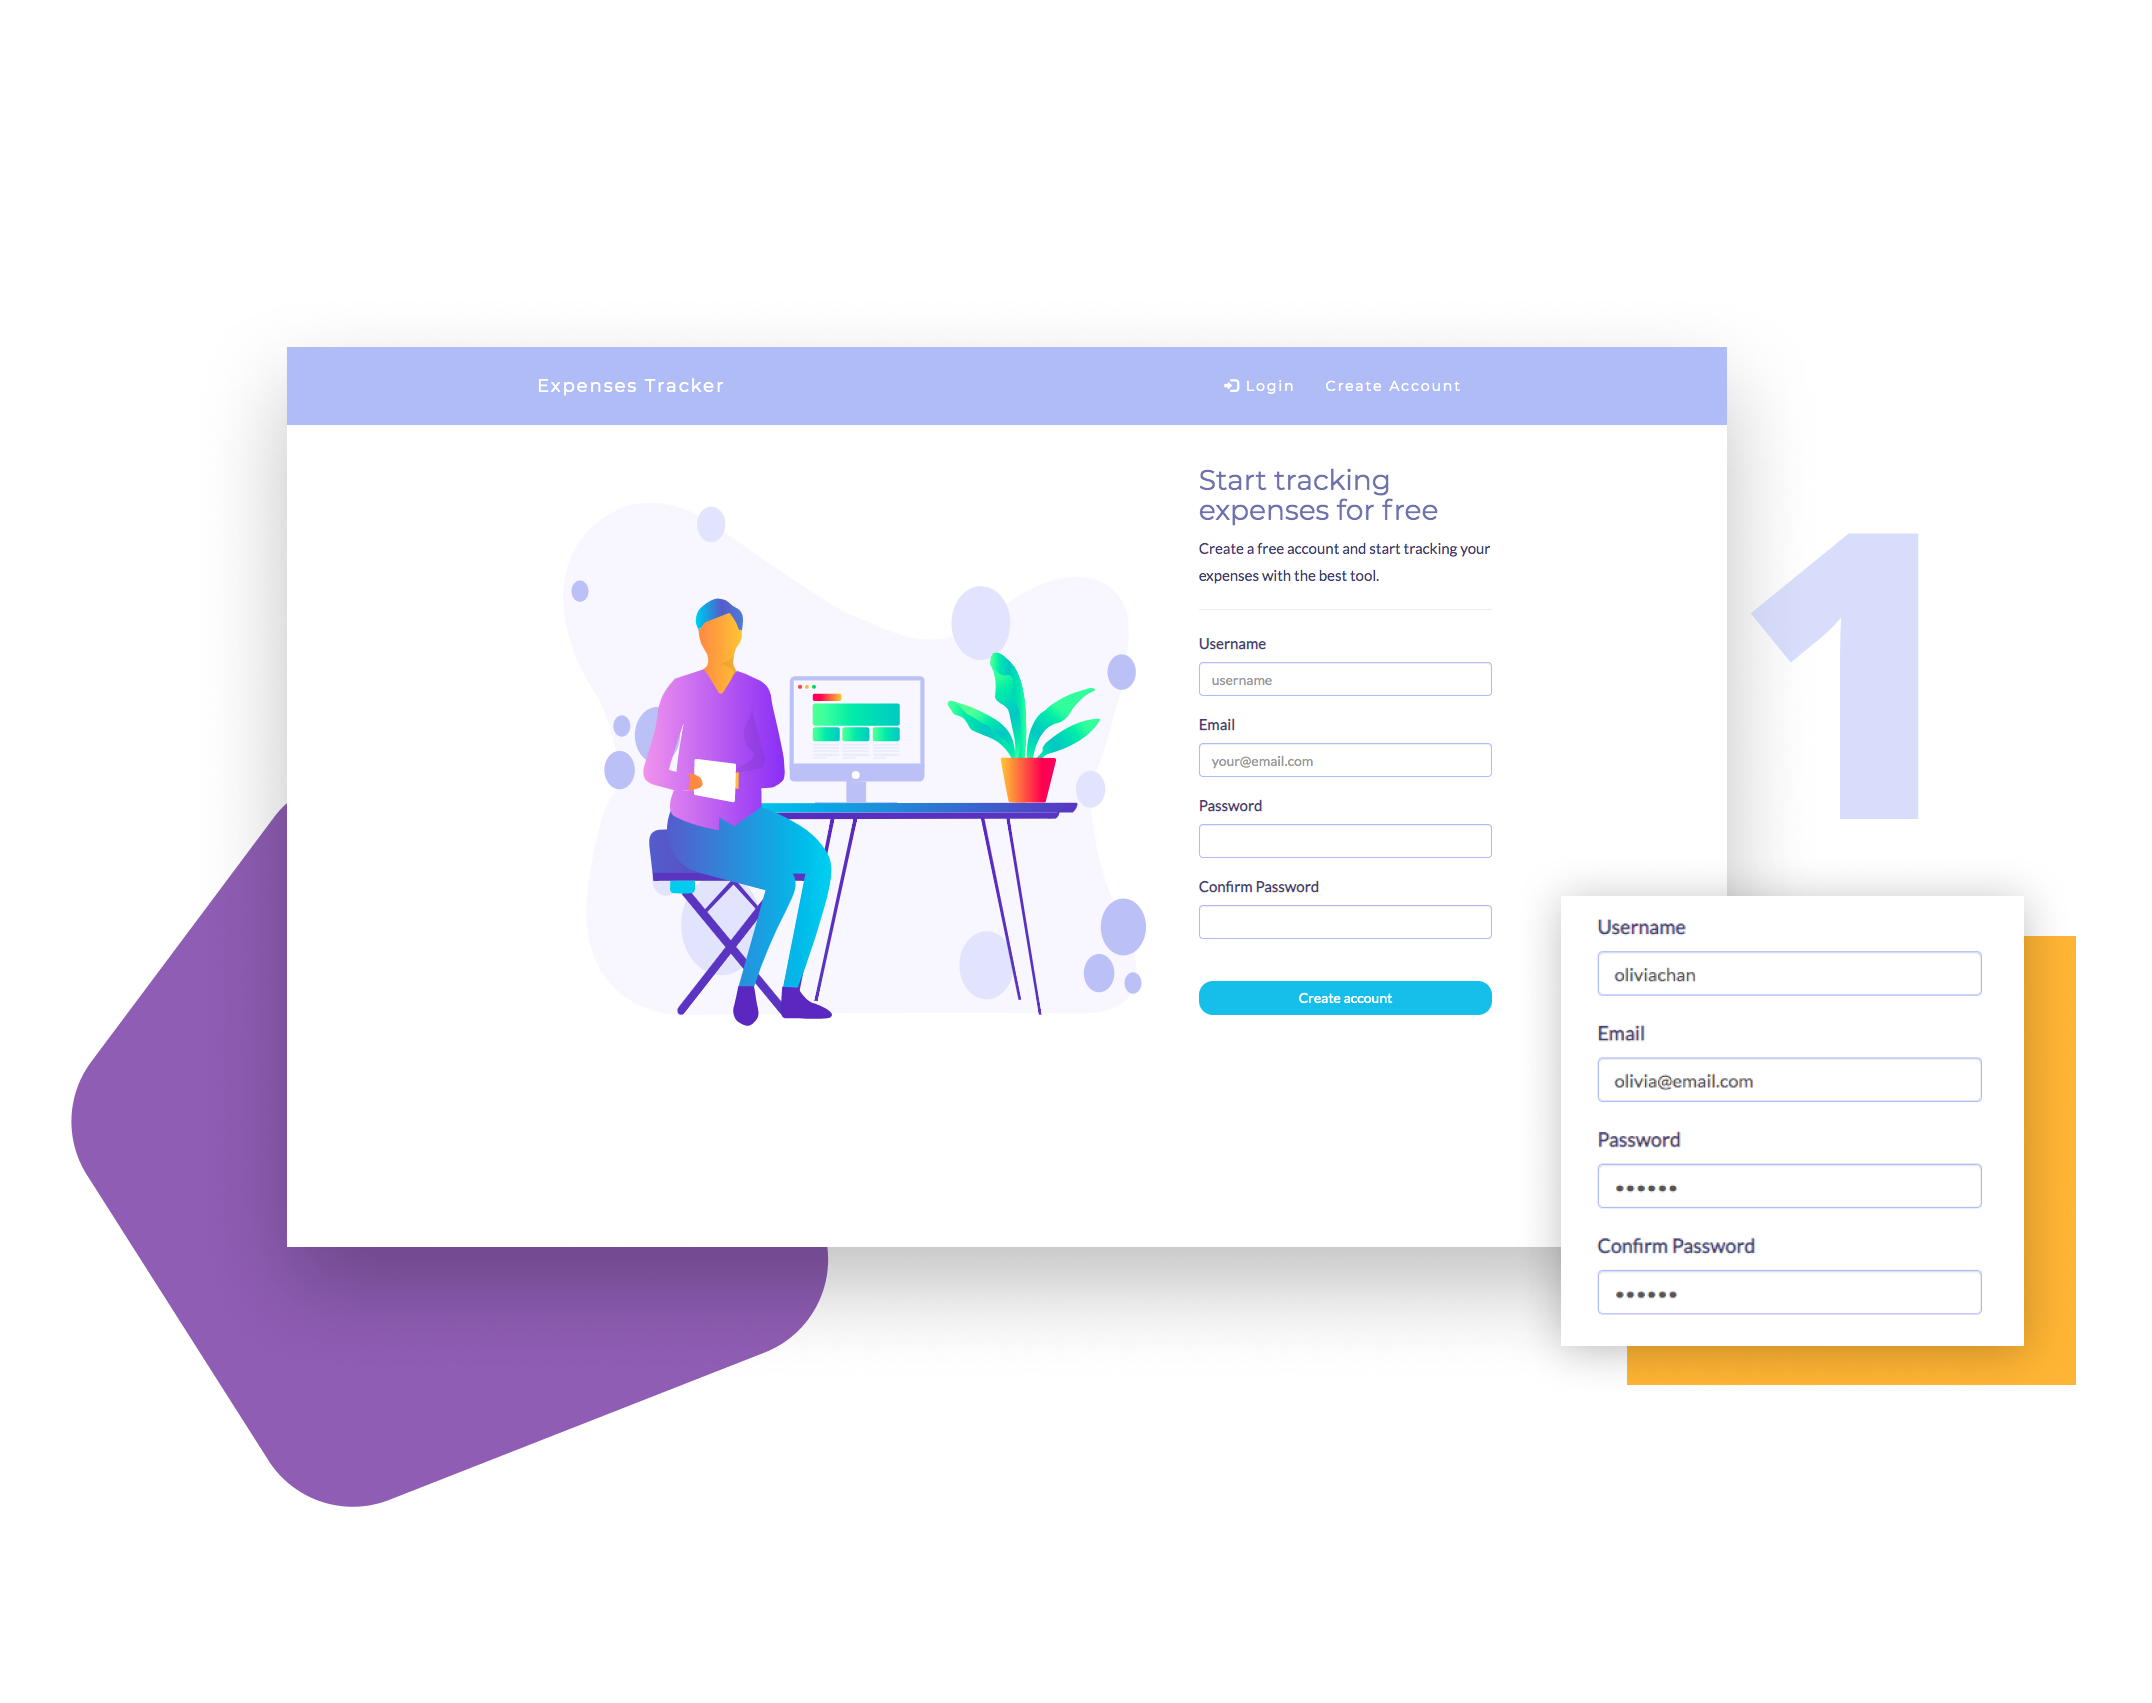 Expenses Tracker
Login
Create Account
Start tracking
expenses for free
Create a free account and start tracking your
expenses with the best tool.
Username
username
Email
your@email.com
Password
Confirm Password
Create account
1
Username
oliviachan
Email
olivia@email.com
Password
••••••
Confirm Password
••••••